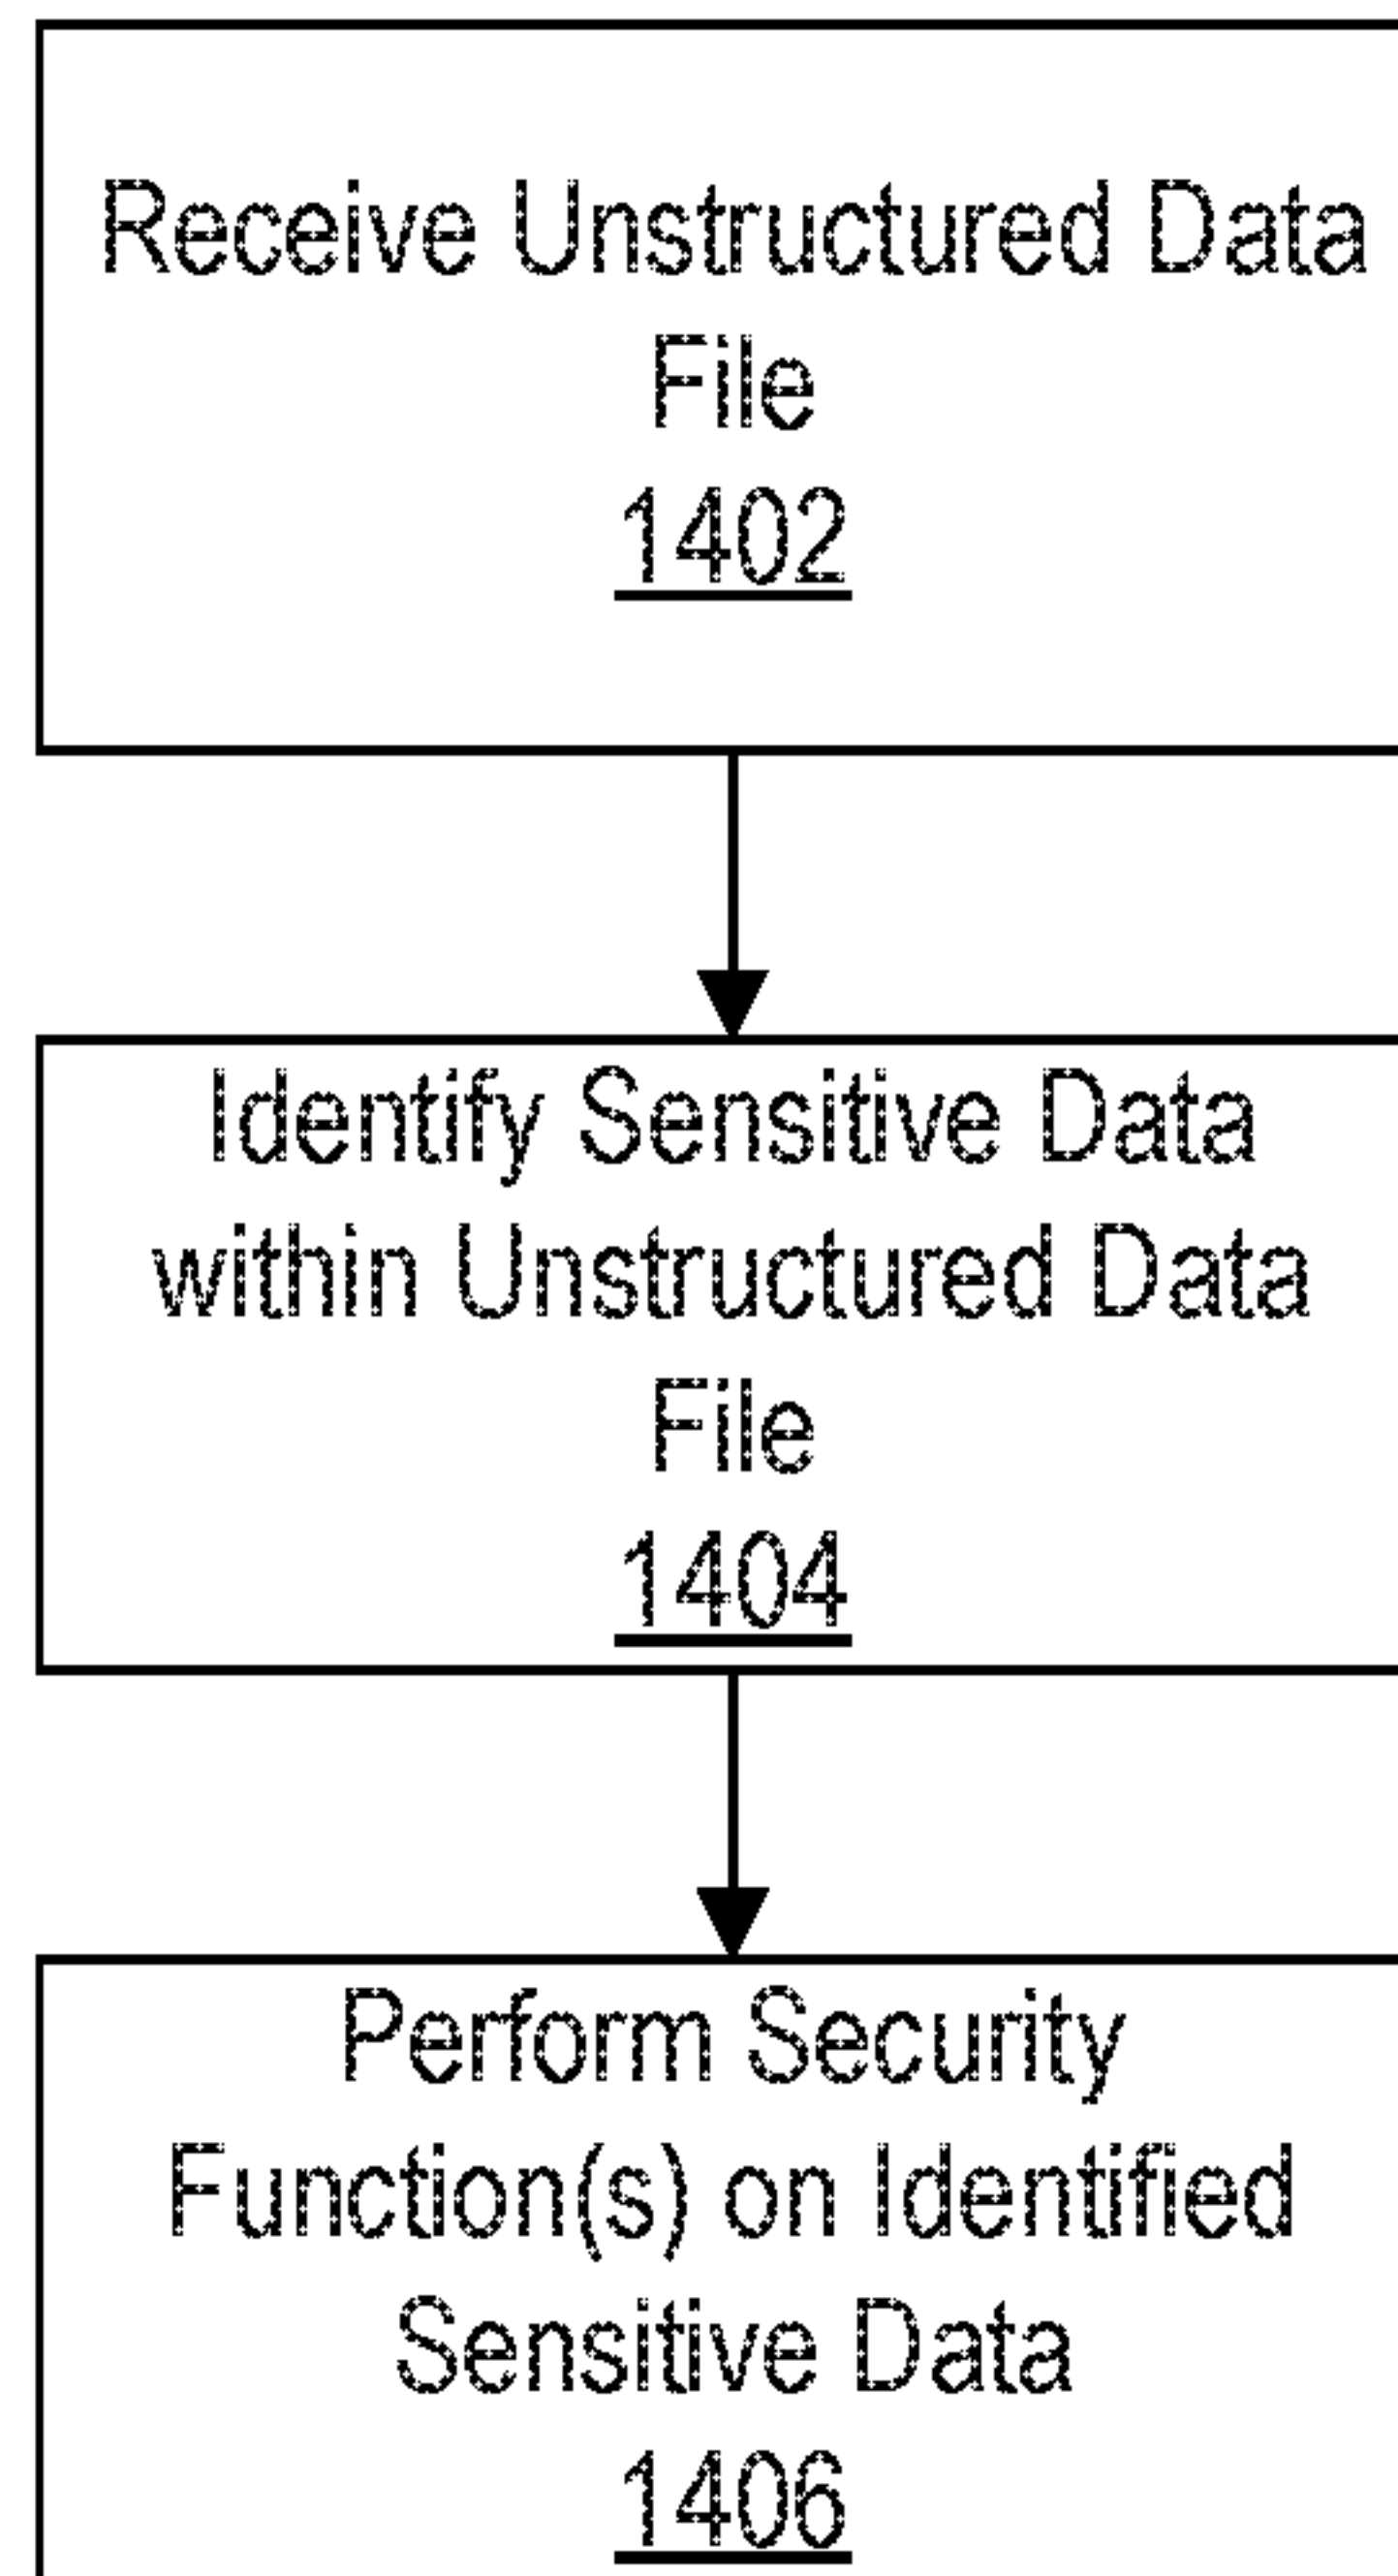 Receive Unstructured Data
File
1402
Identify Sensitive Data
within Unstructured Data
File
1404
Perform Security
Function(s) on Identified
Sensitive Data
1406